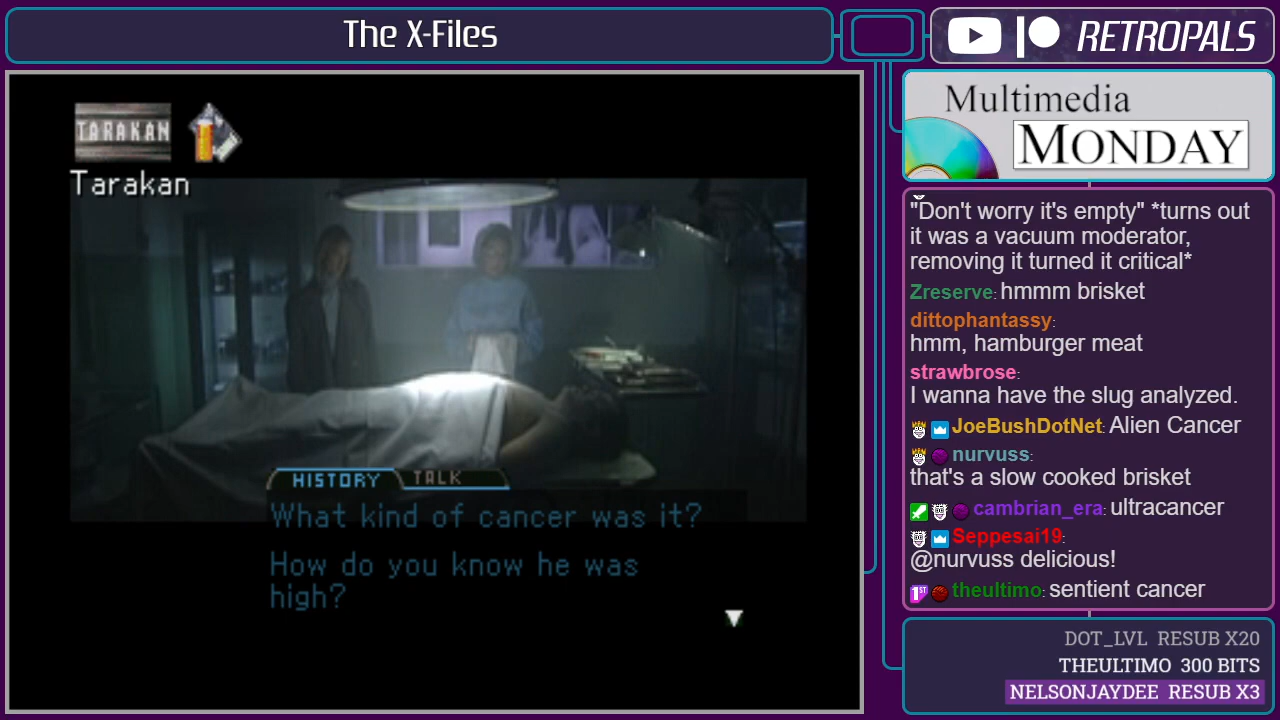 The X-Files
RETROPALS
Multimedia
MONDAY
TARAKAN
Tarakan
HISTORY
TALK
What kind of cancer was it?
How do you know he was
high?
"Don't worry it's empty" *turns out
it was a vacuum moderator,
removing it turned it critical*
Zreserve: hmmm brisket
dittophantassy:
hmm, hamburger meat
strawbrose:
I wanna have the slug analyzed.
JoeBushDotNet: Alien Cancer
nurvuss:
that's a slow cooked brisket
cambrian_era: ultracancer
Seppesai19:
@nurvuss delicious!
1ST theultimo: sentient cancer
DOT_LVL RESUB X20
THEULTIMO 300 BITS
NELSONJAYDEE RESUB X3